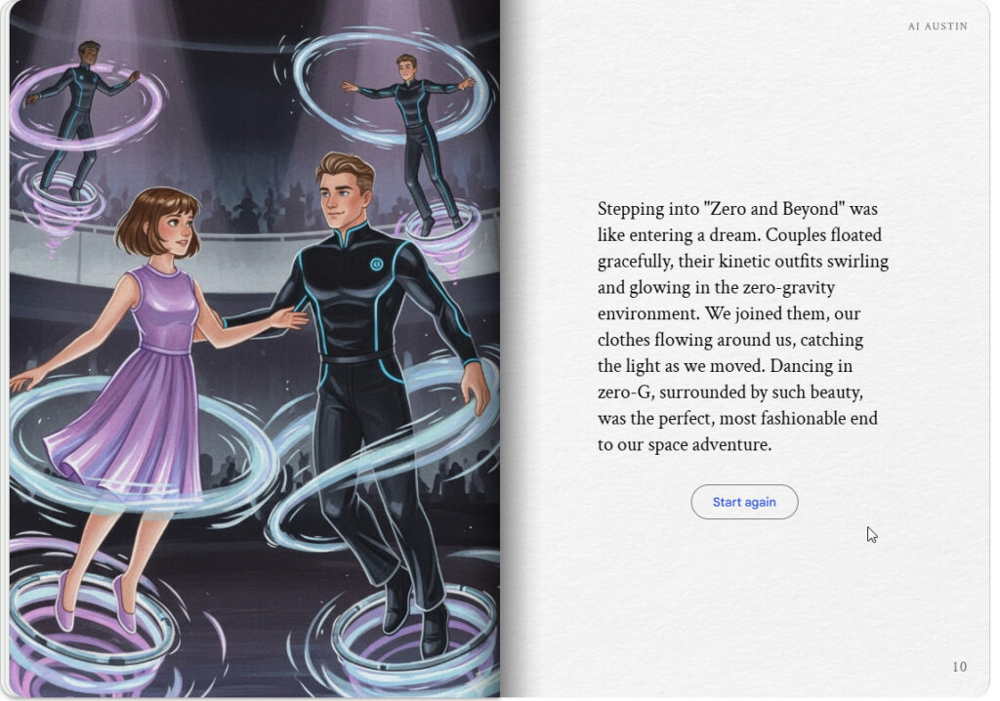 AI AUSTIN
Stepping into "Zero and Beyond" was
like entering a dream. Couples floated
gracefully, their kinetic outfits swirling
and glowing in the zero-gravity
environment. We joined them, our
clothes flowing around us, catching
the light as we moved. Dancing in
zero-G, surrounded by such beauty,
was the perfect, most fashionable end
to our space adventure.
Start again
10